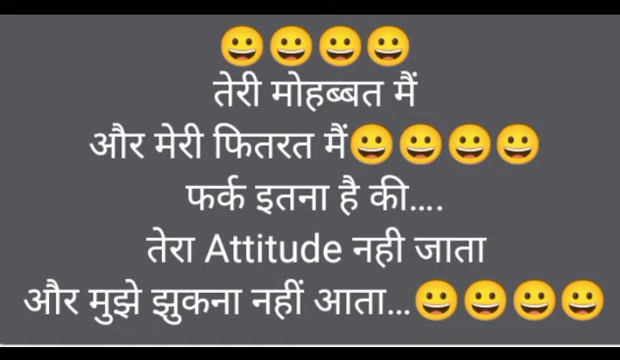 😀😀😀😀
तेरी मोहब्बत मैं
और मेरी फितरत मैं😀😀😀😀
फर्क इतना है की....
तेरा Attitude नही जाता
और मुझे झुकना नहीं आता...😀😀😀😀